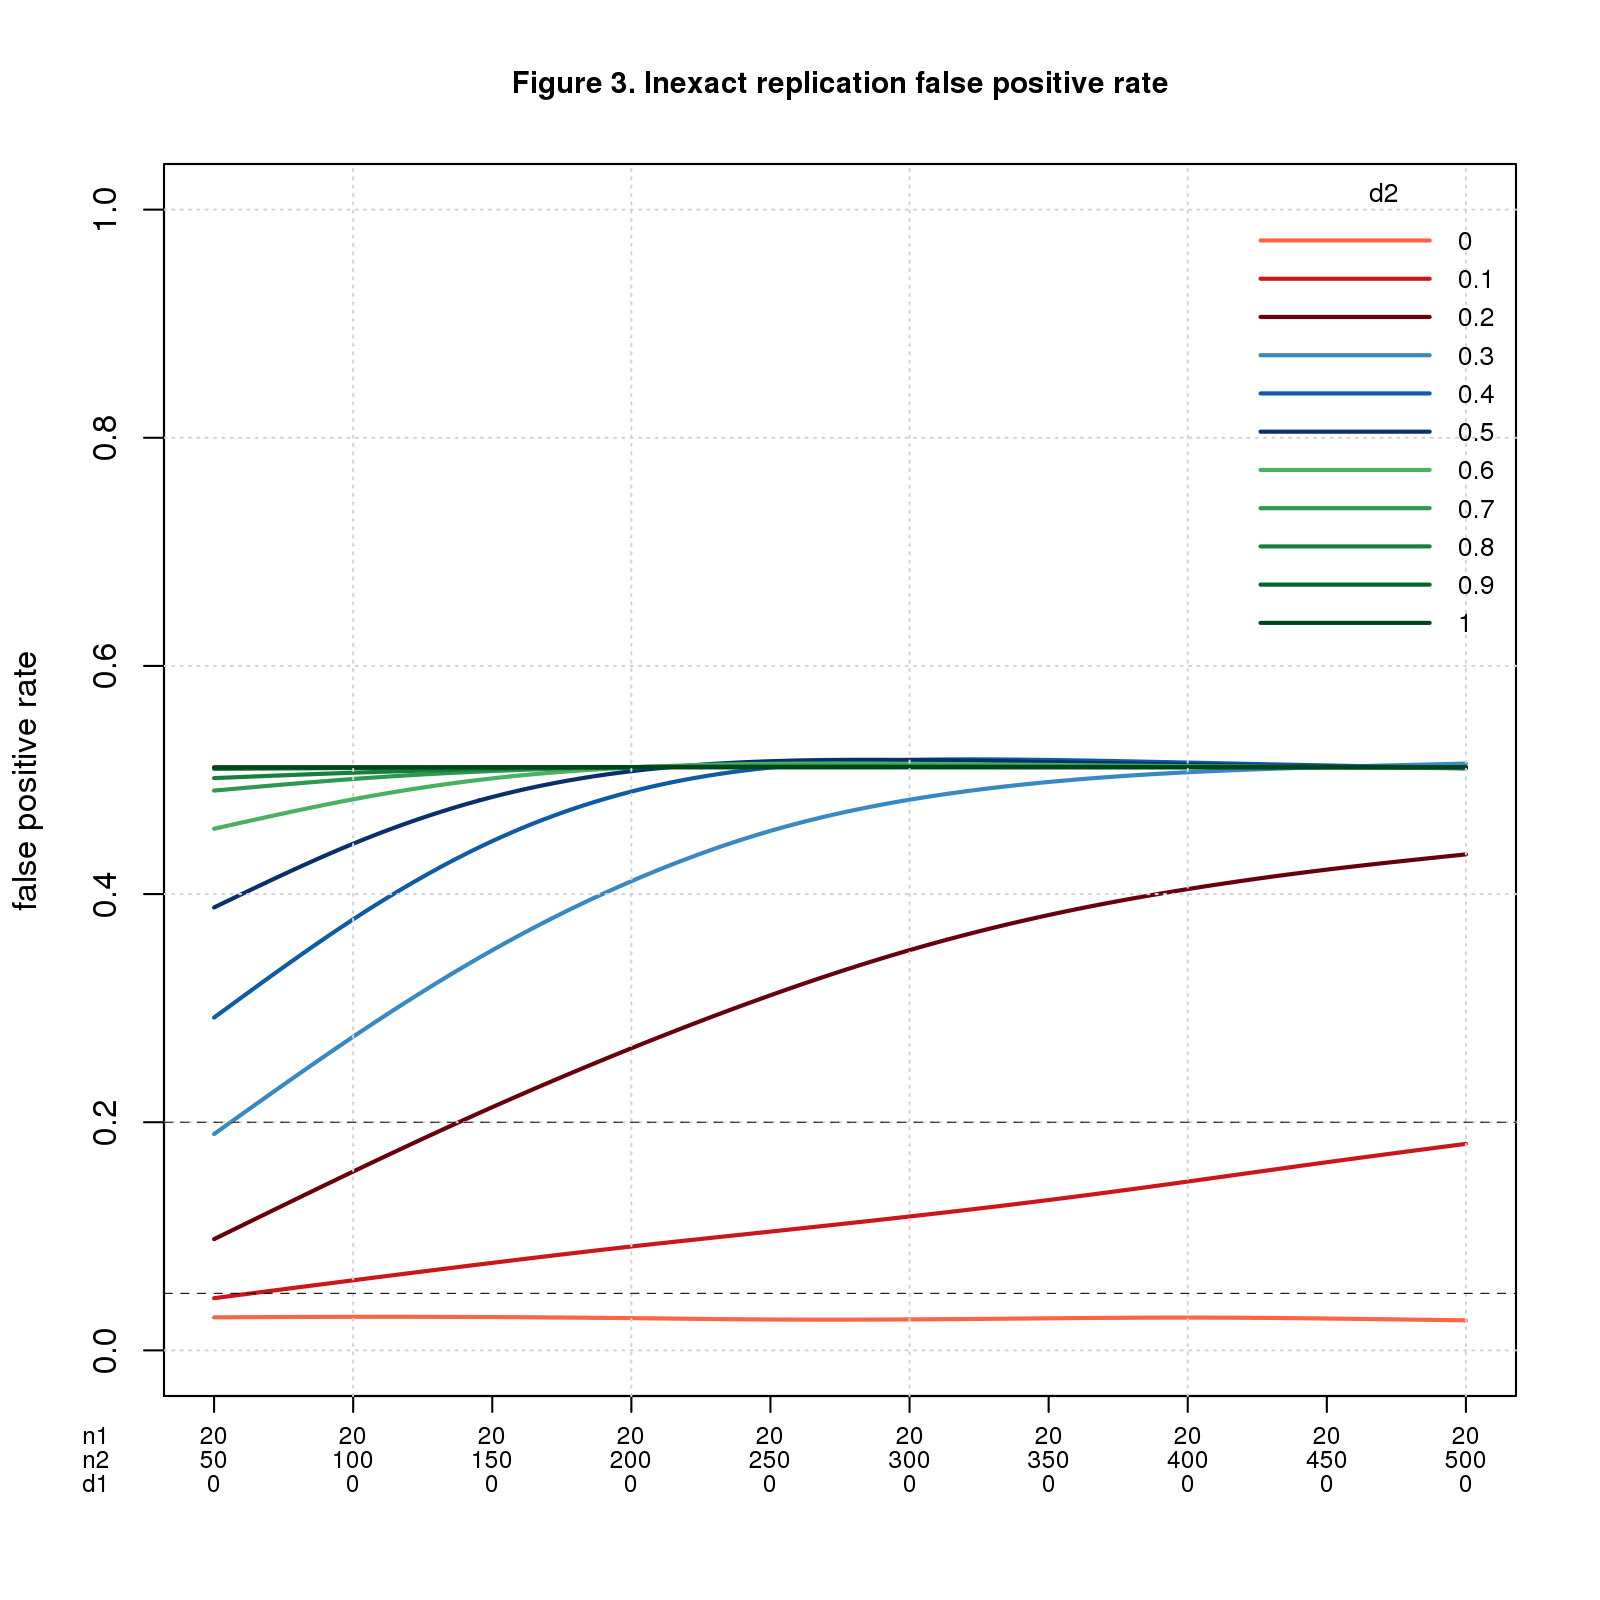 Figure 3. Inexact replication false positive rate
false positive rate
1.0
0.8
0.6
0.4
0.2
0.0
d2
0
0.1
0.2
0.3
0.4
0.5
0.6
0.7
0.8
0.9
1
n1 20 20 20 20 20 20 20 20 20 20
n2 50 100 150 200 250 300 350 400 450 500
d1 0 0 0 0 0 0 0 0 0 0